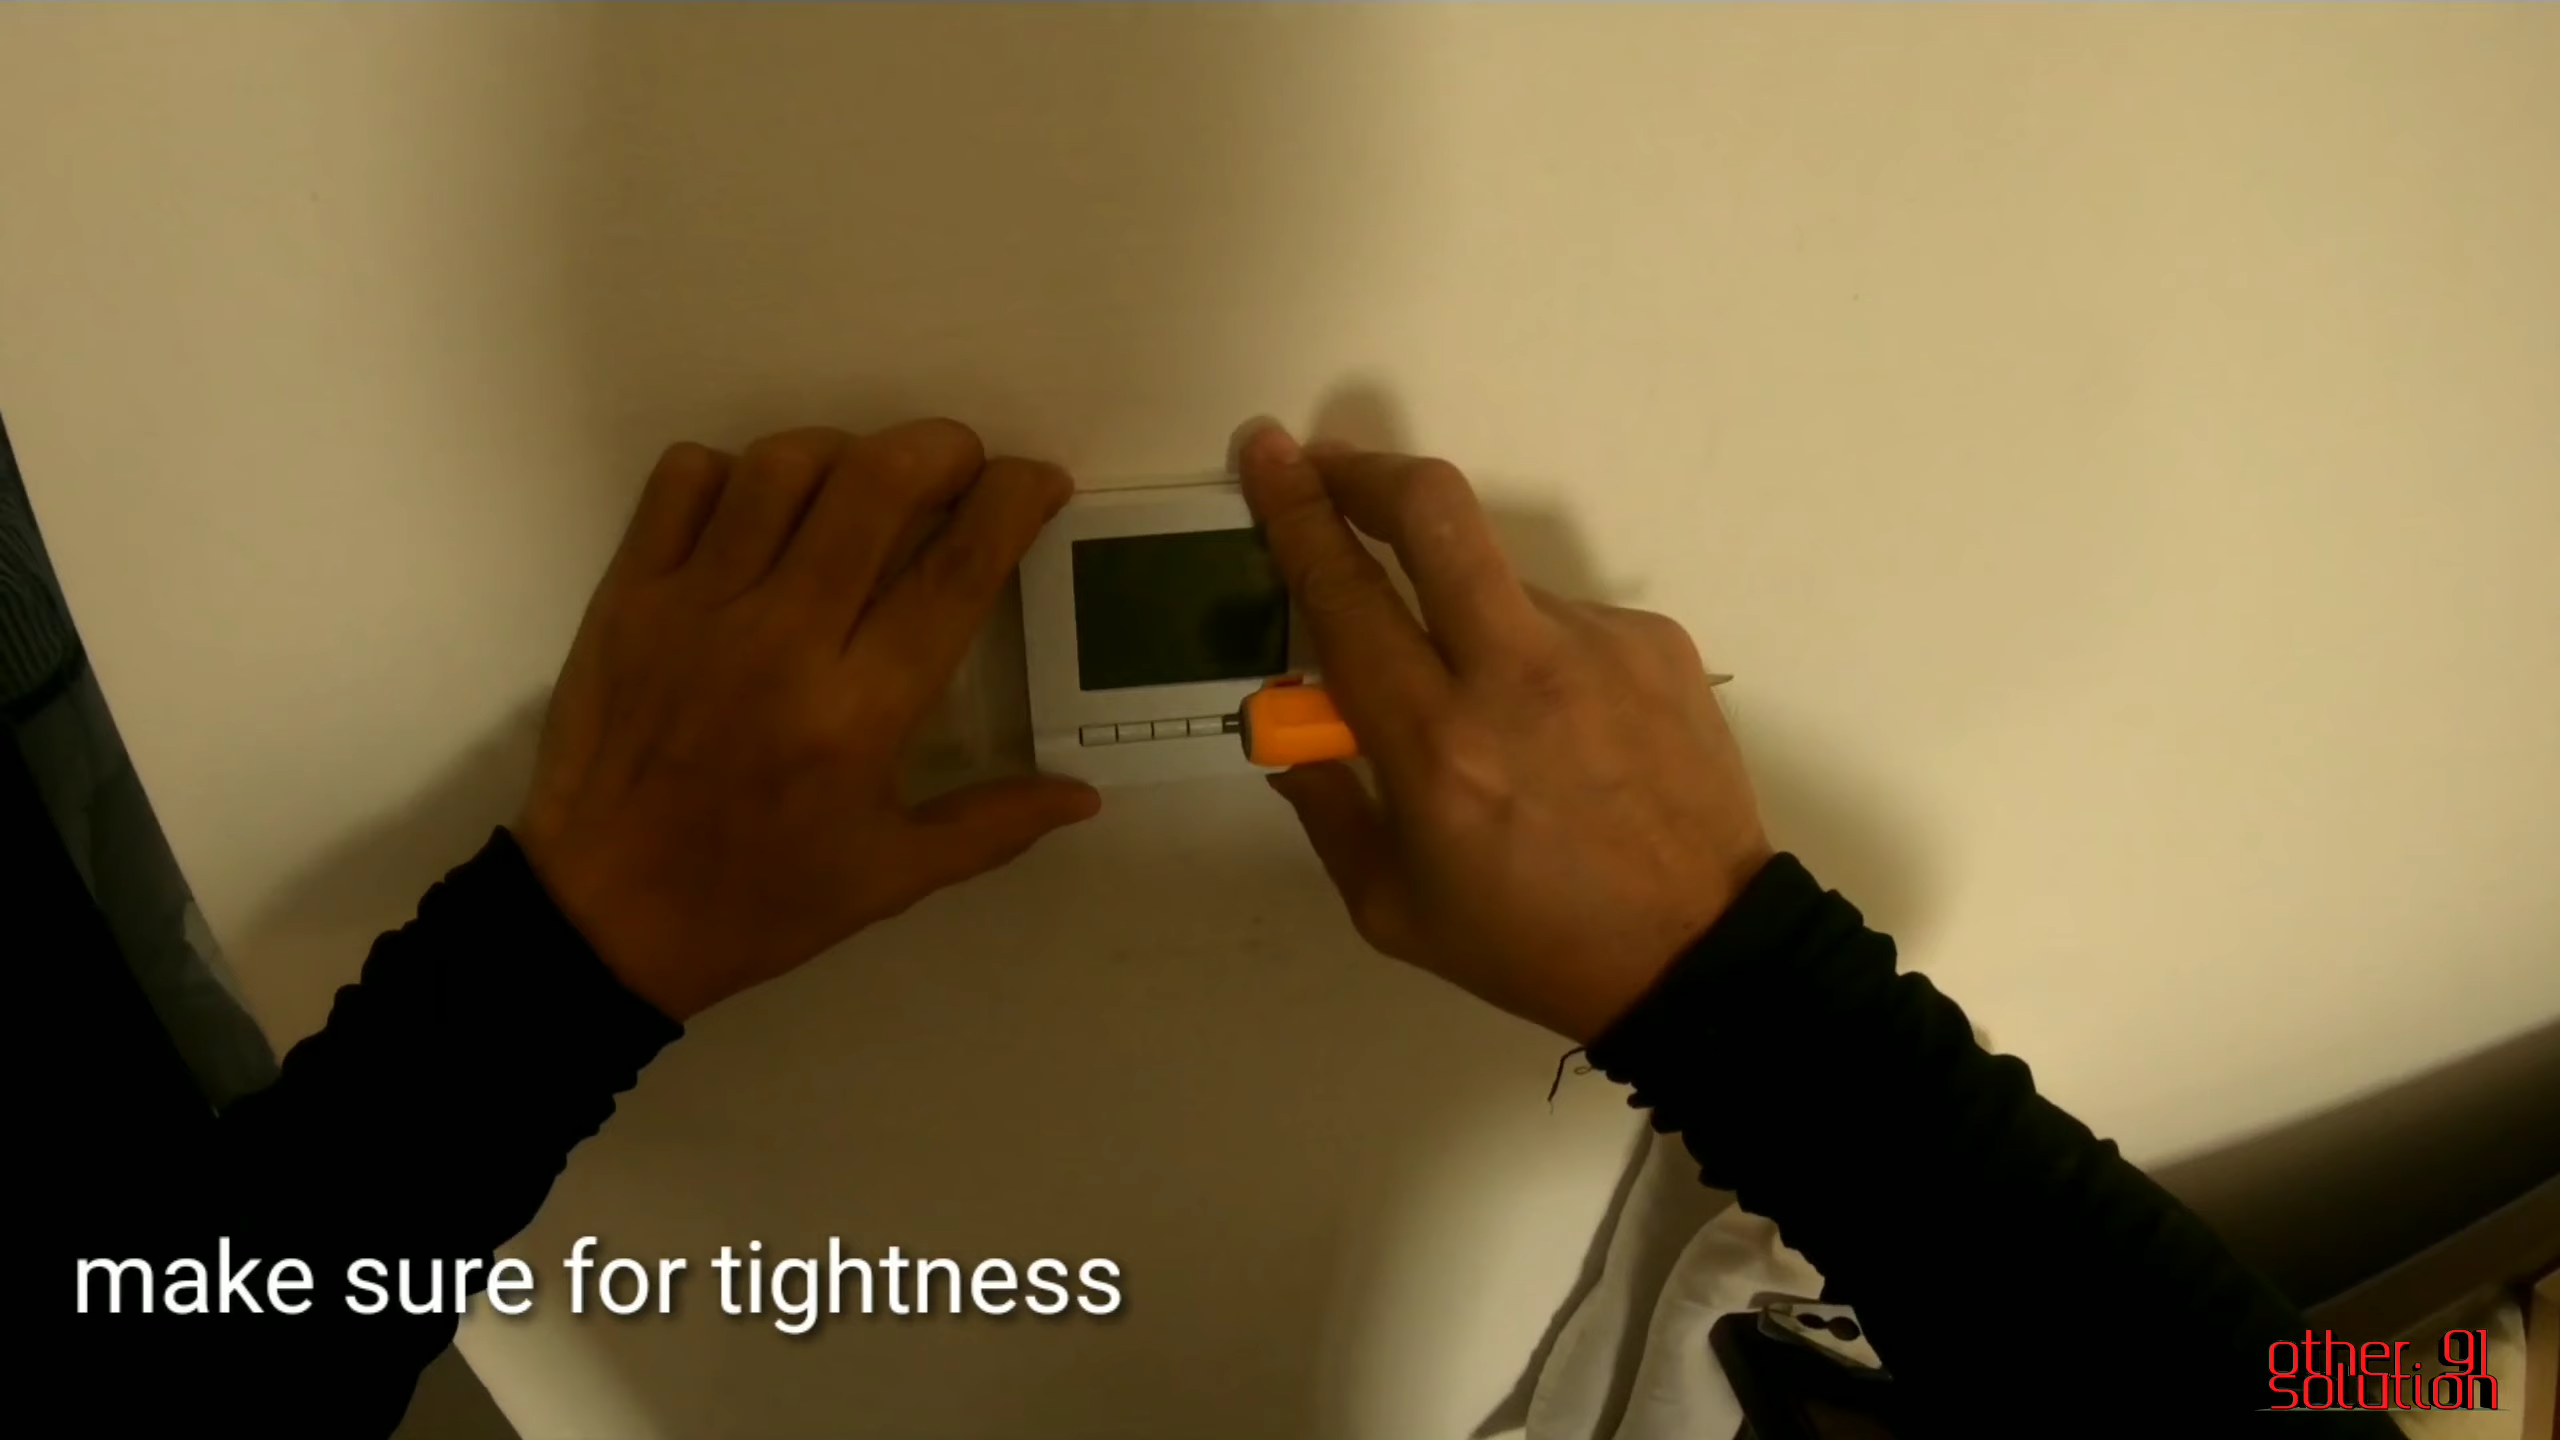 make sure for tightness
other. 91
solution